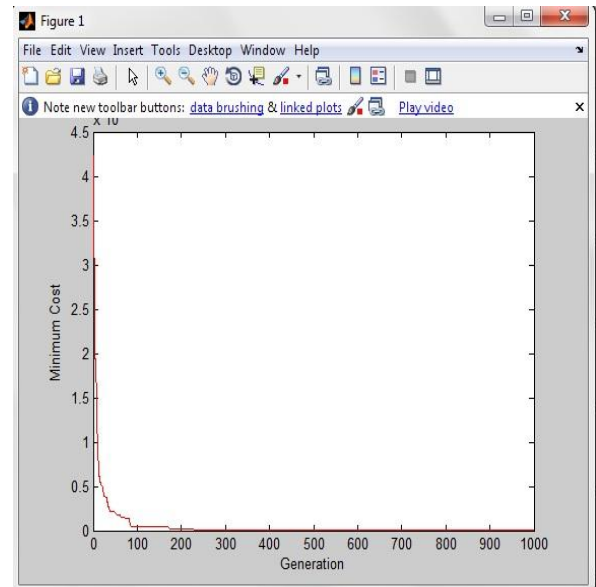 Figure 1
File Edit View Insert Tools Desktop Window Help
Note new toolbar buttons: data brushing & linked plots Play video
x 10
4.5
4
3.5
3
2.5
2
1.5
1
0.5
0
Minimum Cost
0 100 200 300 400 500 600 700 800 900 1000
Generation